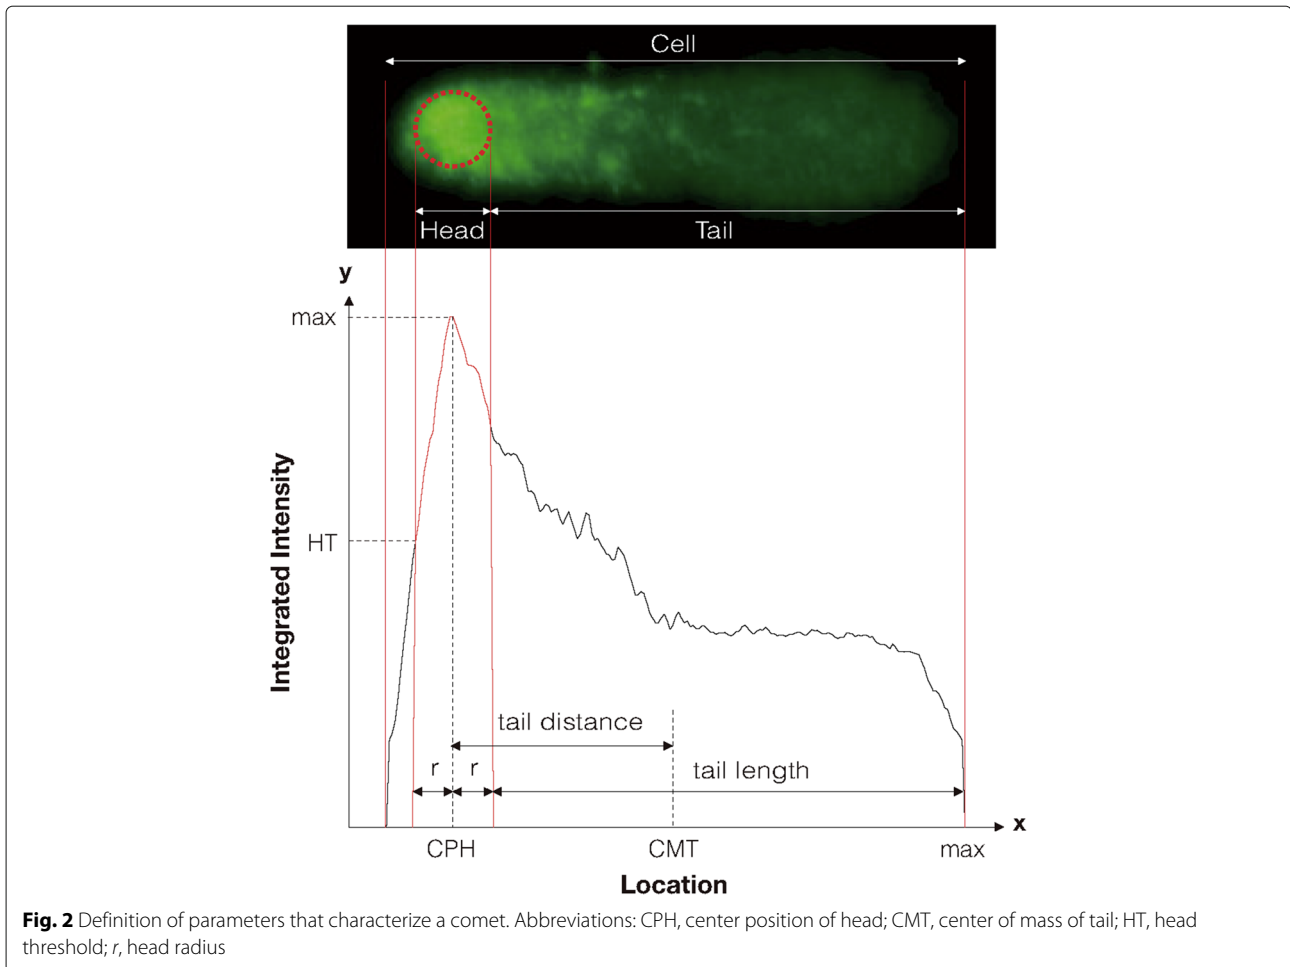 Cell
Head
Tail
y
max
HT
Integrated Intensity
tail distance
r
r
tail length
x
CPH
CMT
max
Location
Fig. 2 Definition of parameters that characterize a comet. Abbreviations: CPH, center position of head; CMT, center of mass of tail; HT, head
threshold; r, head radius